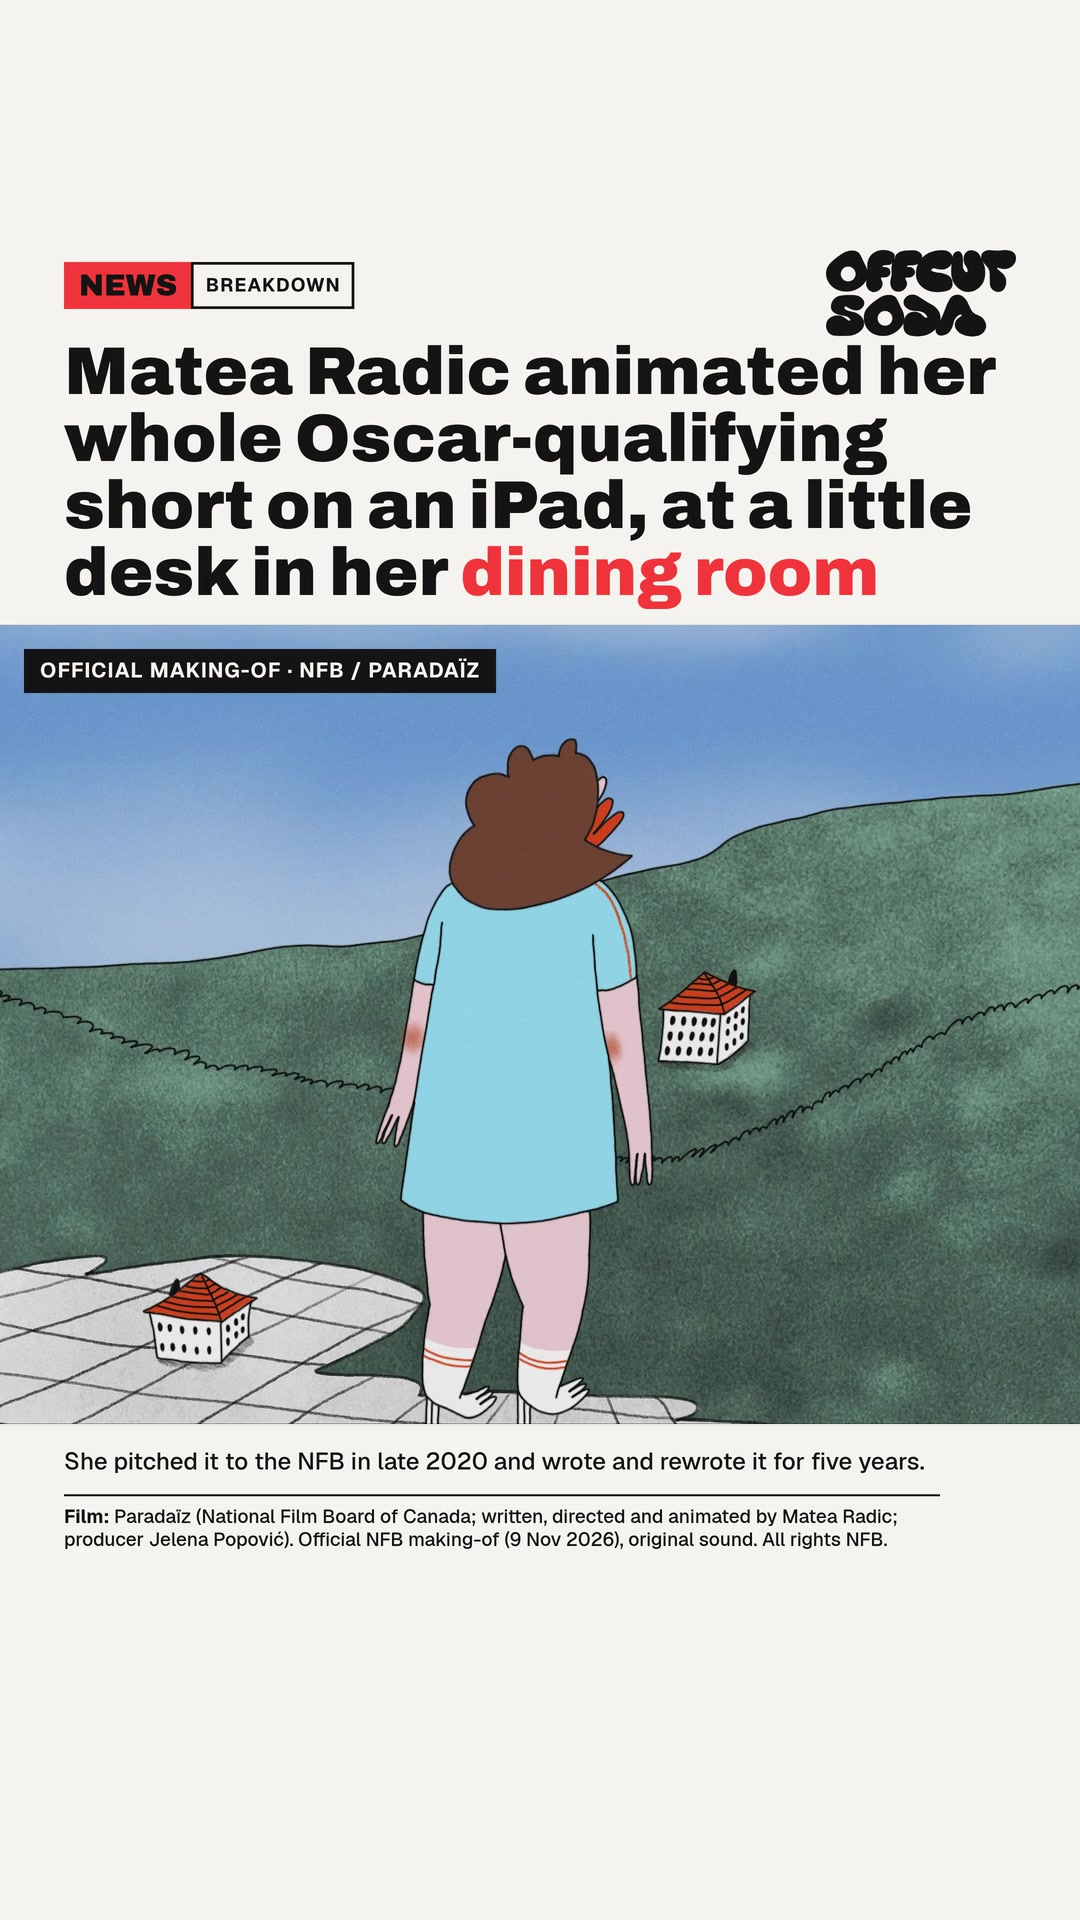 NEWS BREAKDOWN
OFFCUT
SODA
Matea Radic animated her
whole Oscar-qualifying
short on an iPad, at a little
desk in her dining room
OFFICIAL MAKING-OF · NFB / PARADAÏZ
She pitched it to the NFB in late 2020 and wrote and rewrote it for five years.
Film: Paradaïz (National Film Board of Canada; written, directed and animated by Matea Radic;
producer Jelena Popović). Official NFB making-of (9 Nov 2026), original sound. All rights NFB.